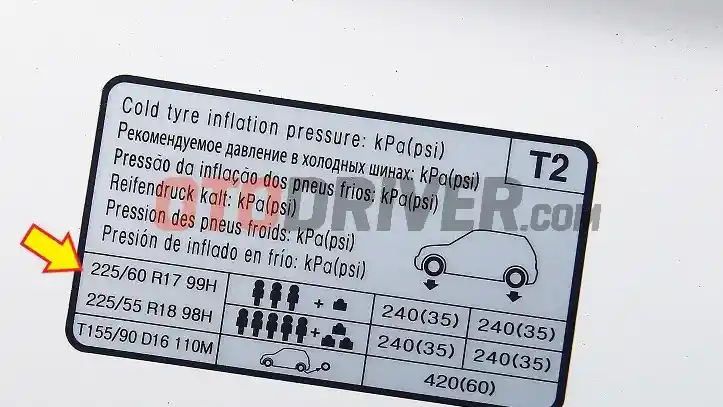 Cold tyre inflation pressure: kPa(psi)
Рекомендуемое давление в холодных шинах: kPa(psi)
Pressão da inflação dos pneus frios: kPa(psi)
Reifendruck kalt: kPa(psi)
Pression des pneus froids: kPa(psi)
Presión de inflado en frío: kPa(psi)
T2
OTODRIVER.com
225/60 R17 99H
225/55 R18 98H
+ 240(35) 240(35)
+ 240(35) 240(35)
T155/90 D16 110M 420(60)